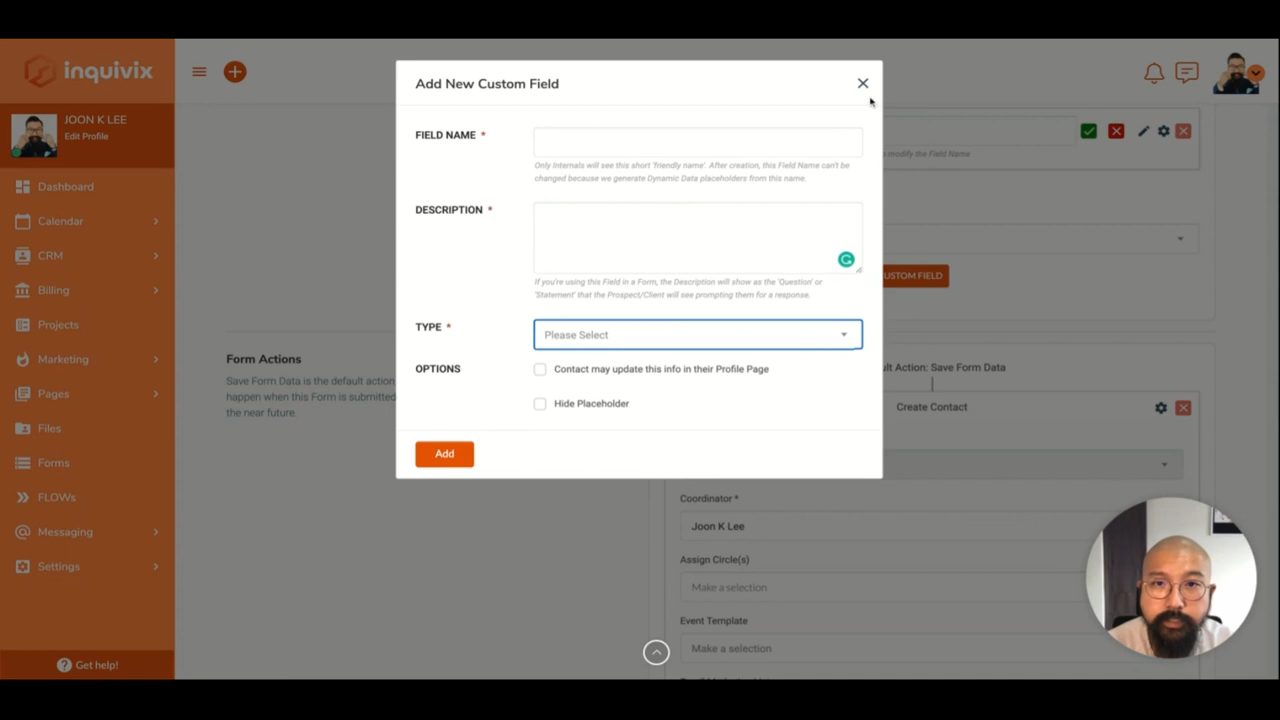 inquivix
JOON K LEE
Edit Profile
Dashboard
Calendar
CRM
Billing
Projects
Marketing
Pages
Files
Forms
FLOWs
Messaging
Settings
Get help!
Form Actions
Save Form Data is the default action
happen when this Form is submitted
the near future.
Add New Custom Field
FIELD NAME *
Only Internals will see this short 'friendly name'. After creation, this Field Name can't be
changed because we generate Dynamic Data placeholders from this name.
DESCRIPTION *
If you're using this Field in a Form, the Description will show as the 'Question' or
'Statement' that the Prospect/Client will see prompting them for a response.
TYPE *
Please Select
OPTIONS
Contact may update this info in their Profile Page
Hide Placeholder
Add
modify the Field Name
CUSTOM FIELD
Action: Save Form Data
Create Contact
Coordinator *
Joon K Lee
Assign Circle(s)
Make a selection
Event Template
Make a selection